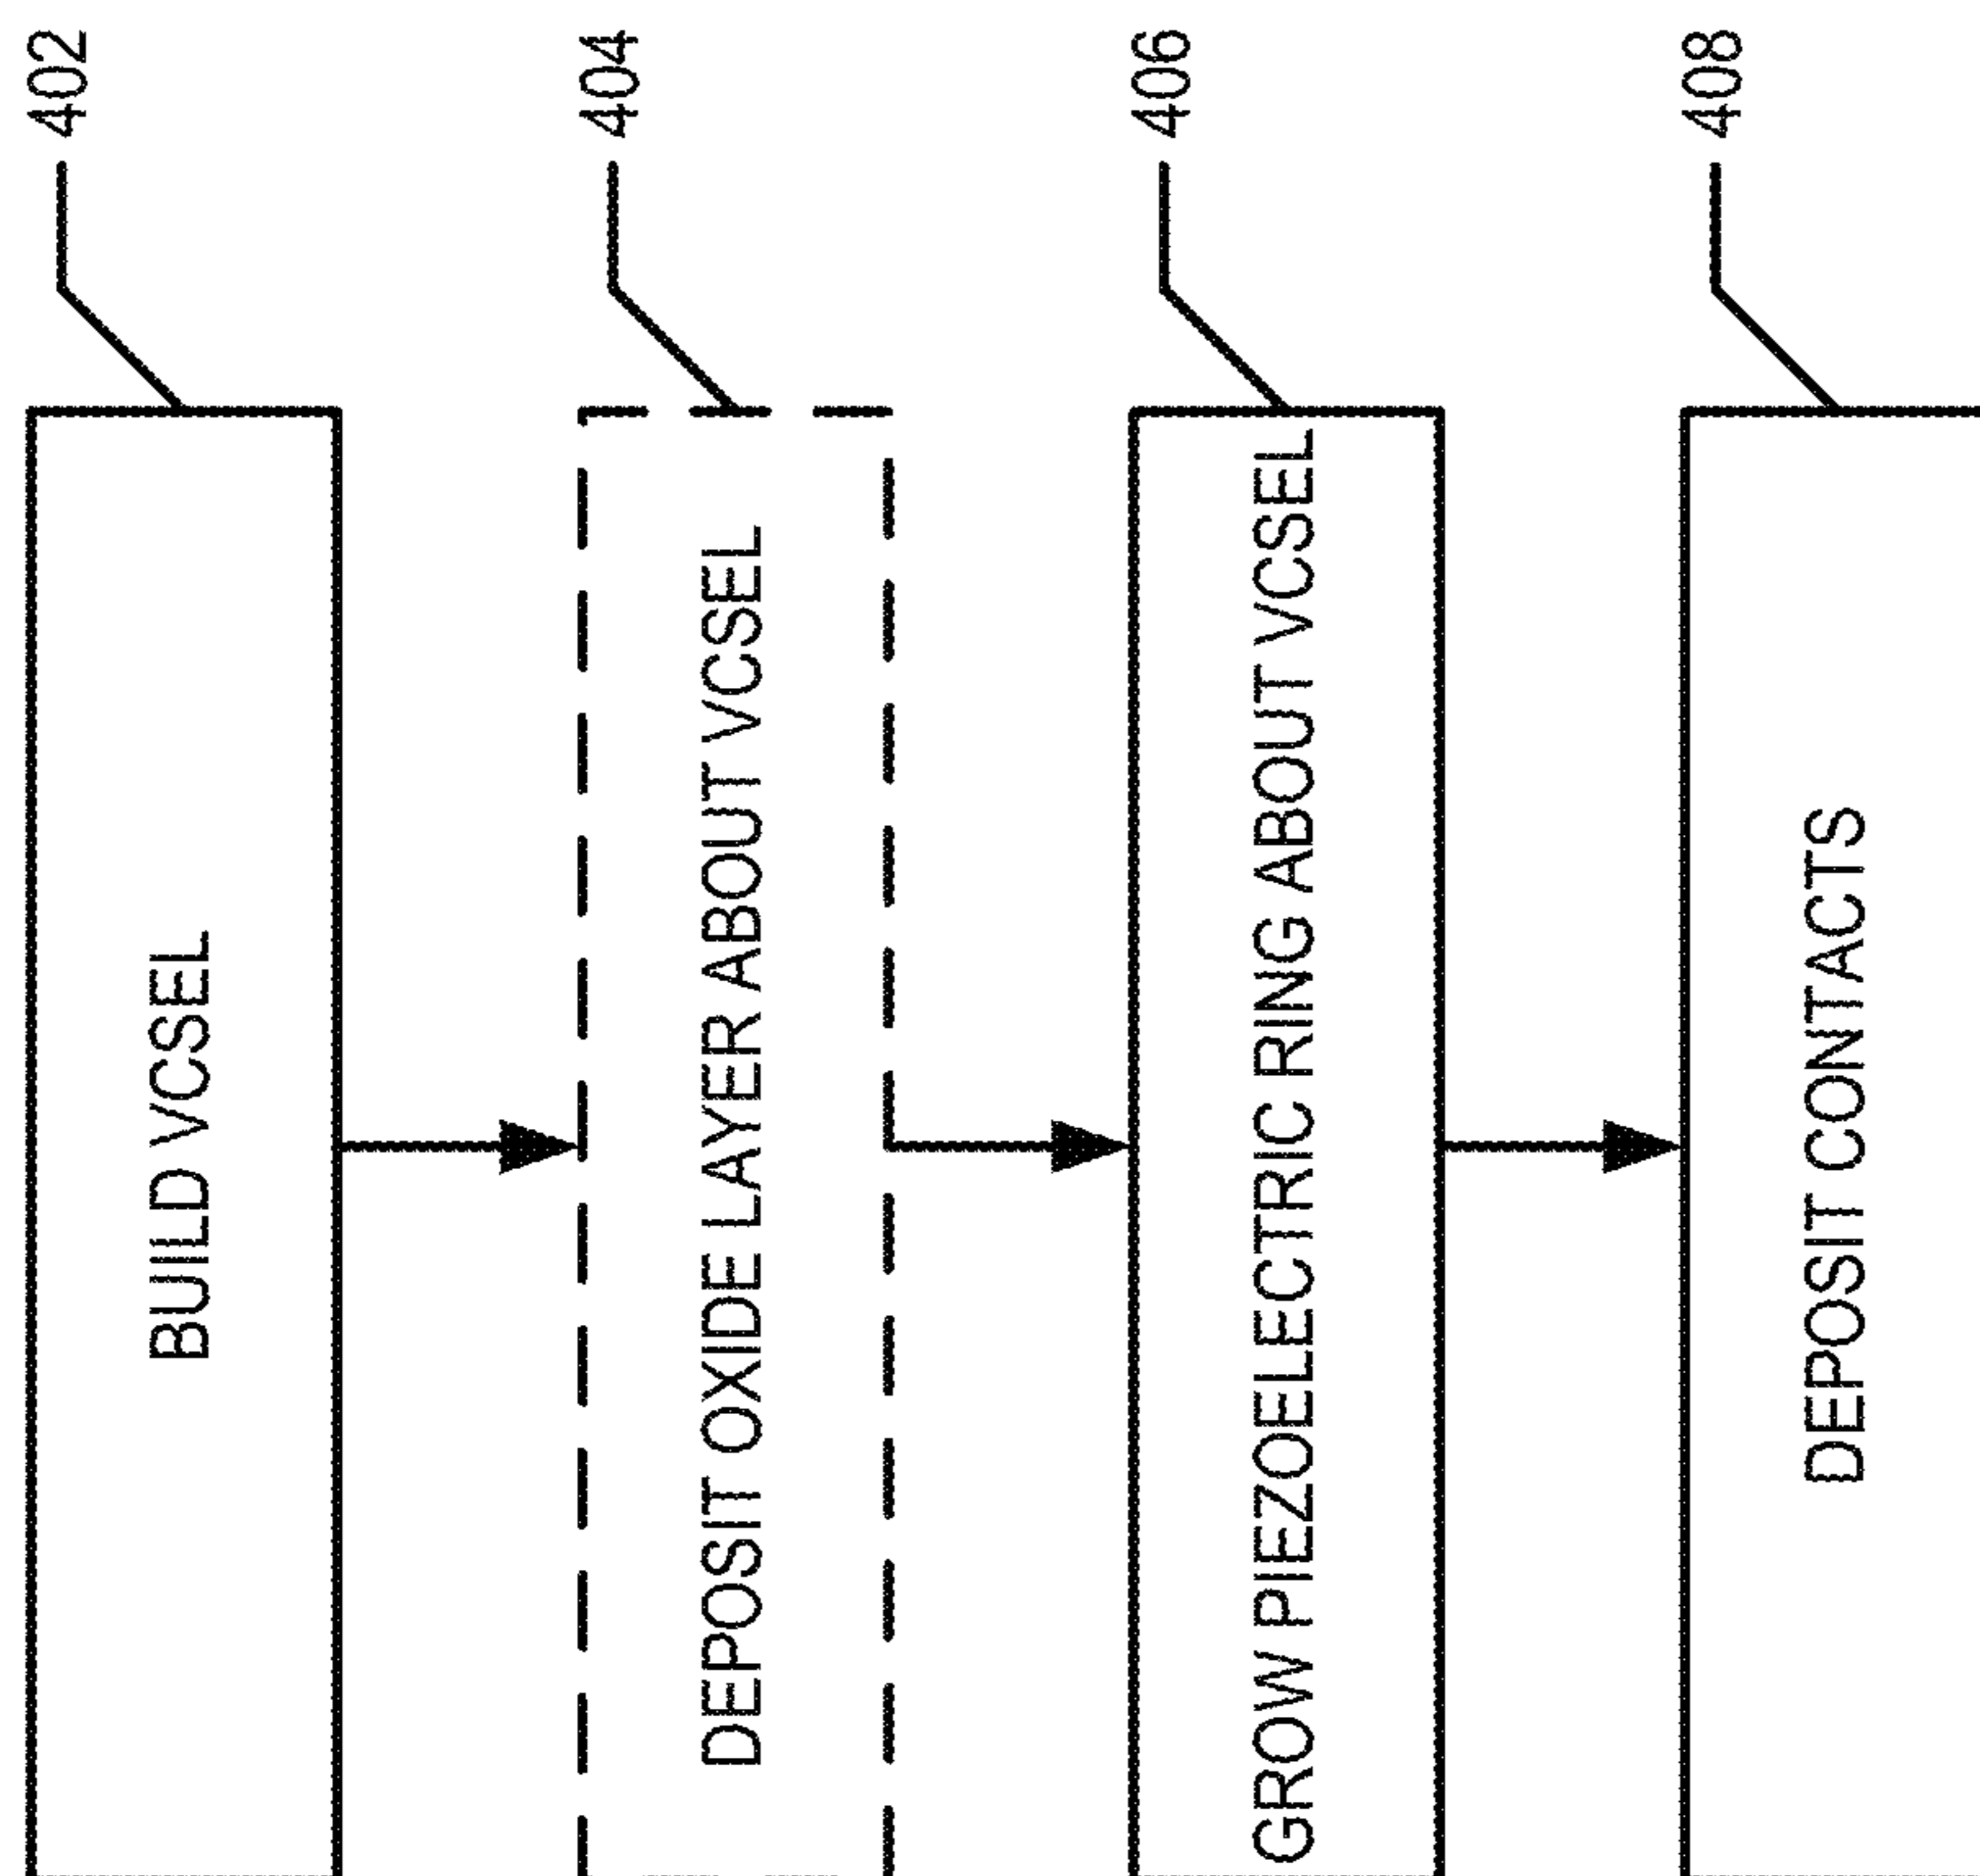 BUILD VCSEL
402
DEPOSIT OXIDE LAYER ABOUT VCSEL
404
GROW PIEZOELECTRIC RING ABOUT VCSEL
406
DEPOSIT CONTACTS
408